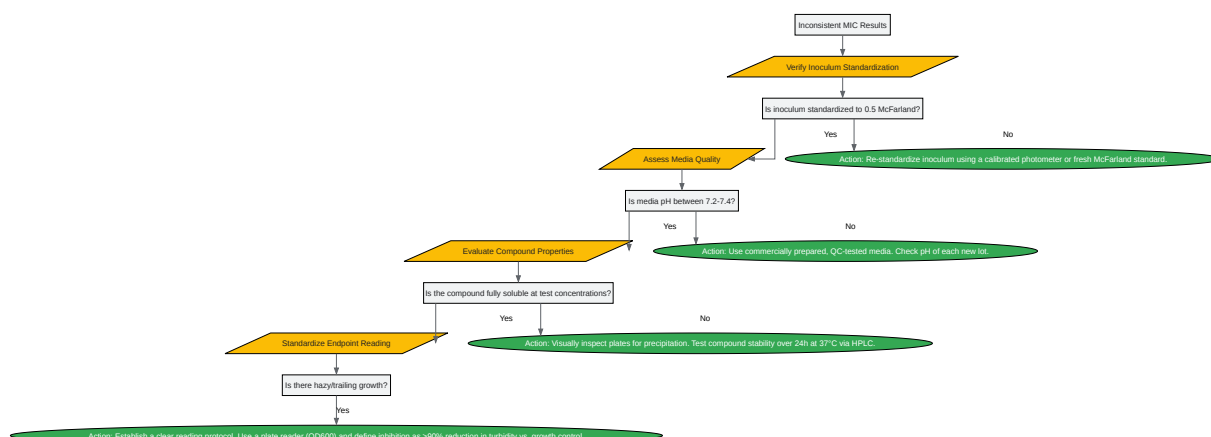 Inconsistent MIC Results
Verify Inoculum Standardization
Is inoculum standardized to 0.5 McFarland?
Yes
No
Assess Media Quality
Action: Re-standardize inoculum using a calibrated photometer or fresh McFarland standard.
Is media pH between 7.2-7.4?
Yes
No
Evaluate Compound Properties
Action: Use commercially prepared, QC-tested media. Check pH of each new lot.
Is the compound fully soluble at test concentrations?
Yes
No
Standardize Endpoint Reading
Action: Visually inspect plates for precipitation. Test compound stability over 24h at 37°C via HPLC.
Is there hazy/trailing growth?
Yes
Action: Establish a clear reading protocol. Use a plate reader (OD600) and define inhibition as >90% reduction in turbidity vs. growth control.